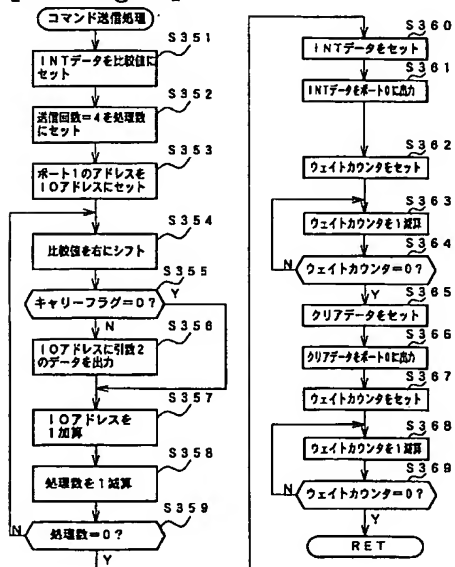 コマンド送信処理
S351
INTデータを比較値に
セット
S352
送信回数=4を処理数
にセット
S353
ポート1のアドレスを
IOアドレスにセット
S354
比較値を右にシフト
S355
キャリーフラグ=0?
Y
N
S356
IOアドレスに引数2
のデータを出力
S357
IOアドレスを
1加算
S358
処理数を1減算
S359
N
処理数=0?
Y
S360
INTデータをセット
S361
INTデータをポート0に出力
S362
ウェイトカウンタをセット
S363
ウェイトカウンタを1減算
S364
N
ウェイトカウンタ=0?
Y
S365
クリアデータをセット
S366
クリアデータをポート0に出力
S367
ウェイトカウンタをセット
S368
ウェイトカウンタを1減算
S369
N
ウェイトカウンタ=0?
Y
RET